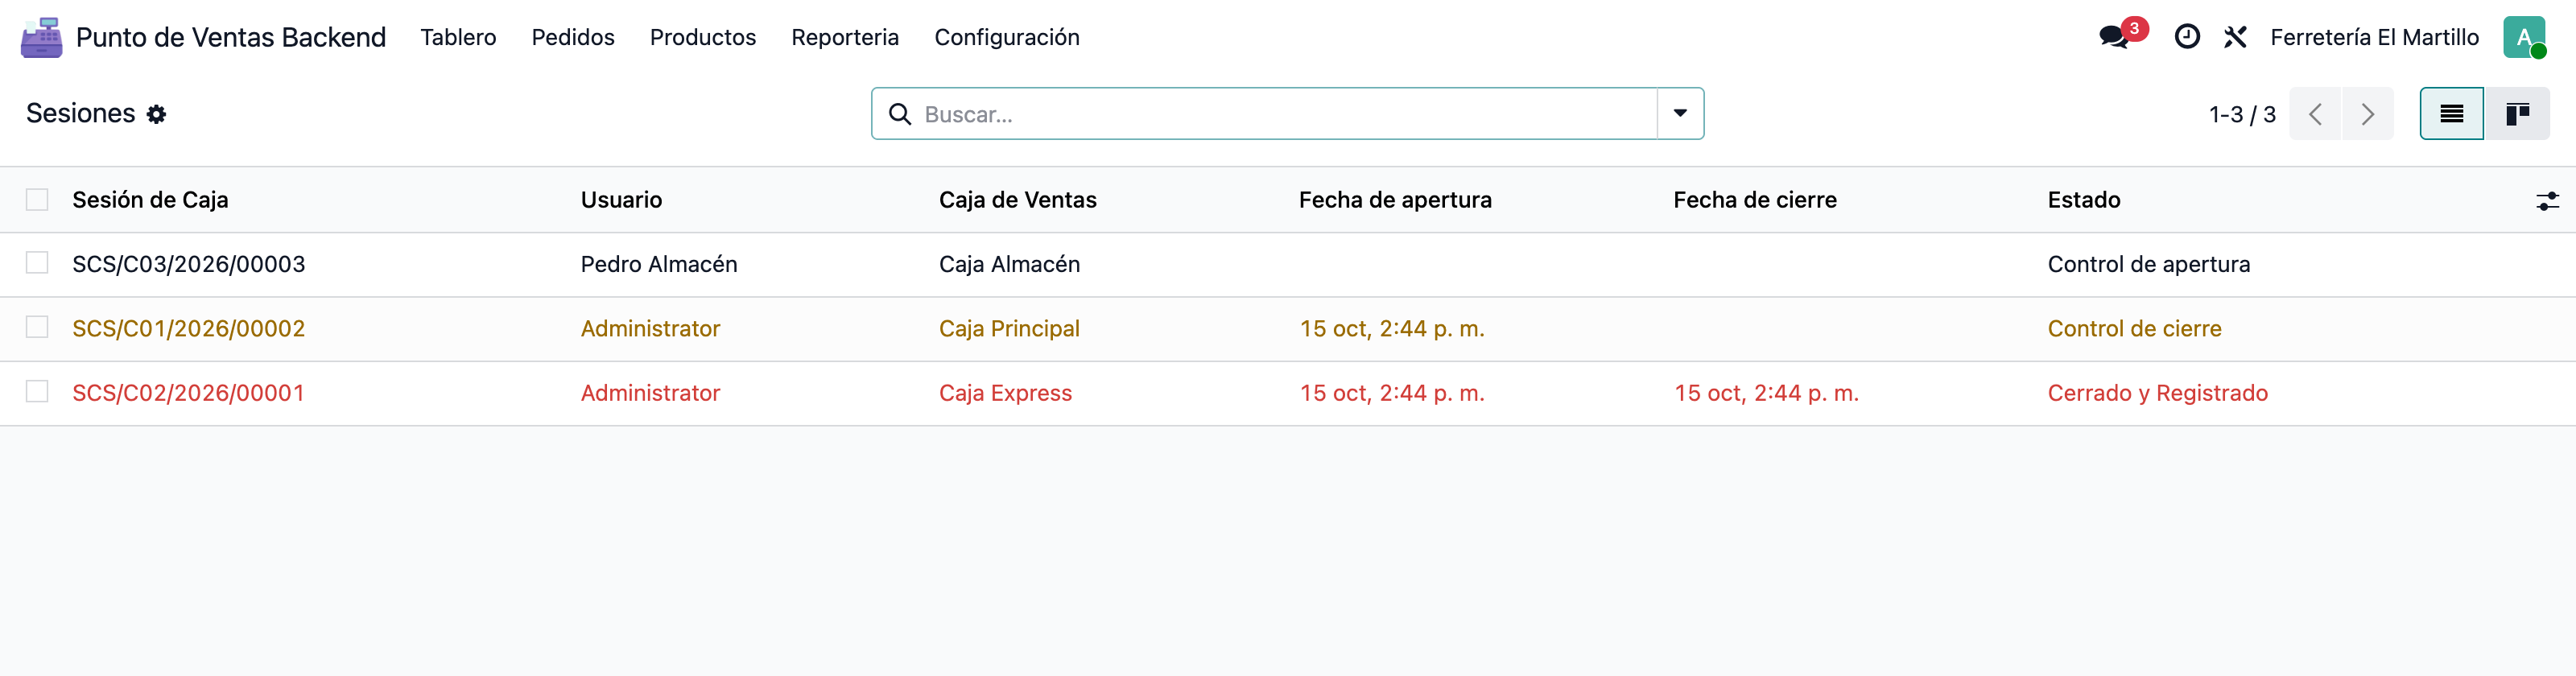 Punto de Ventas Backend Tablero Pedidos Productos Reporteria Configuración 3 Ferretería El Martillo A
Sesiones Buscar... 1-3 / 3
Sesión de Caja Usuario Caja de Ventas Fecha de apertura Fecha de cierre Estado
SCS/C03/2026/00003 Pedro Almacén Caja Almacén Control de apertura
SCS/C01/2026/00002 Administrator Caja Principal 15 oct, 2:44 p. m. Control de cierre
SCS/C02/2026/00001 Administrator Caja Express 15 oct, 2:44 p. m. 15 oct, 2:44 p. m. Cerrado y Registrado